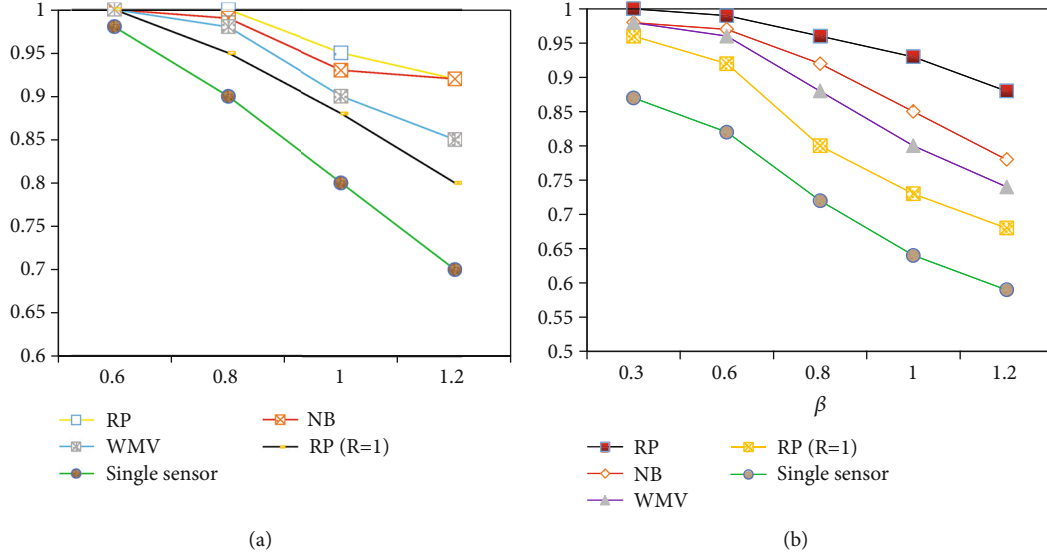 1
0.95
0.9
0.85
0.8
0.75
0.7
0.65
0.6
0.6 0.8 1 1.2
RP NB
WMV RP (R=1)
Single sensor
(a)
1
0.95
0.9
0.85
0.8
0.75
0.7
0.65
0.6
0.55
0.5
0.3 0.6 0.8 1 1.2
β
RP RP (R=1)
NB Single sensor
WMV
(b)